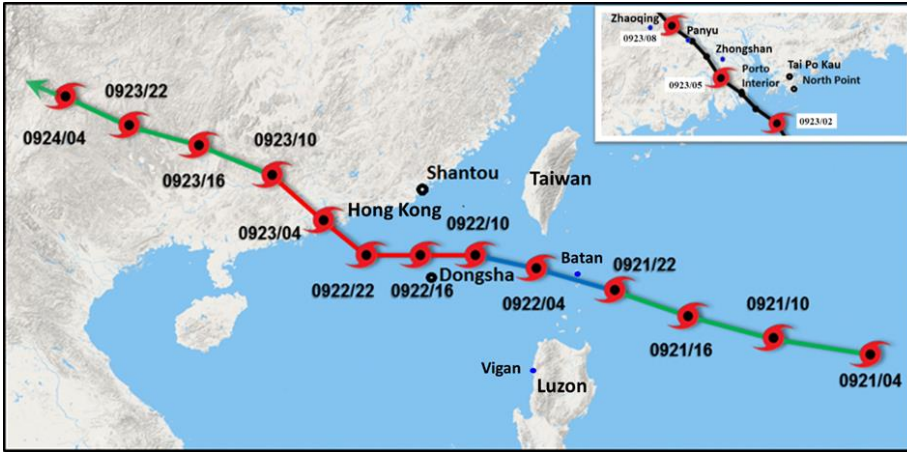 Zhaoqing
Panyu
0923/08
Zhongshan
Tai Po Kau
0923/05
Porto
Interior
North Point
0923/02
0923/22
0924/04
0923/10
0923/16
Shantou
Taiwan
Hong Kong
0922/10
0923/04
Batan
0921/22
0922/22
0922/16
Dongsha
0922/04
0921/10
0921/16
Vigan
Luzon
0921/04